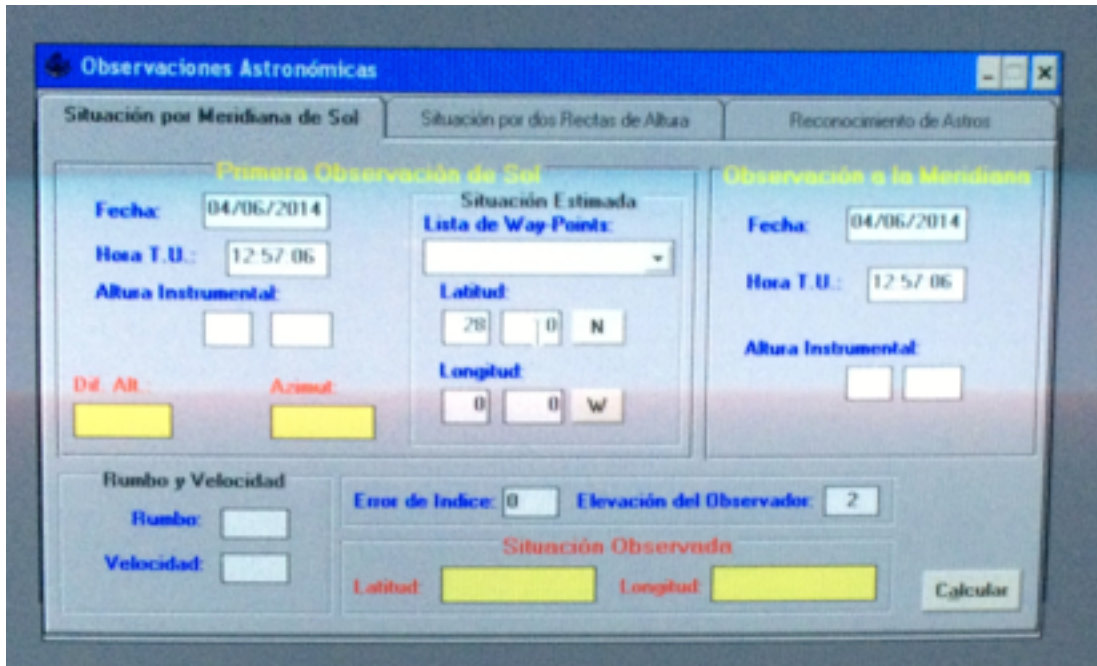 Observaciones Astronómicas
Situación por Meridiana de Sol
Situación por dos Rectas de Altura
Reconocimiento de Astros
Primera Observación de Sol
Fecha: 04/06/2014
Hora T.U.: 12:57:06
Altura Instrumental:
Dif. Alt.: Azimut:
Situación Estimada
Lista de Way-Points:
Latitud:
28 0 N
Longitud:
0 0 W
Observación a la Meridiana
Fecha: 04/06/2014
Hora T.U.: 12:57:06
Altura Instrumental:
Rumbo y Velocidad
Rumbo:
Velocidad:
Error de Indice: 0 Elevación del Observador: 2
Situación Observada
Latitud: Longitud:
Calcular